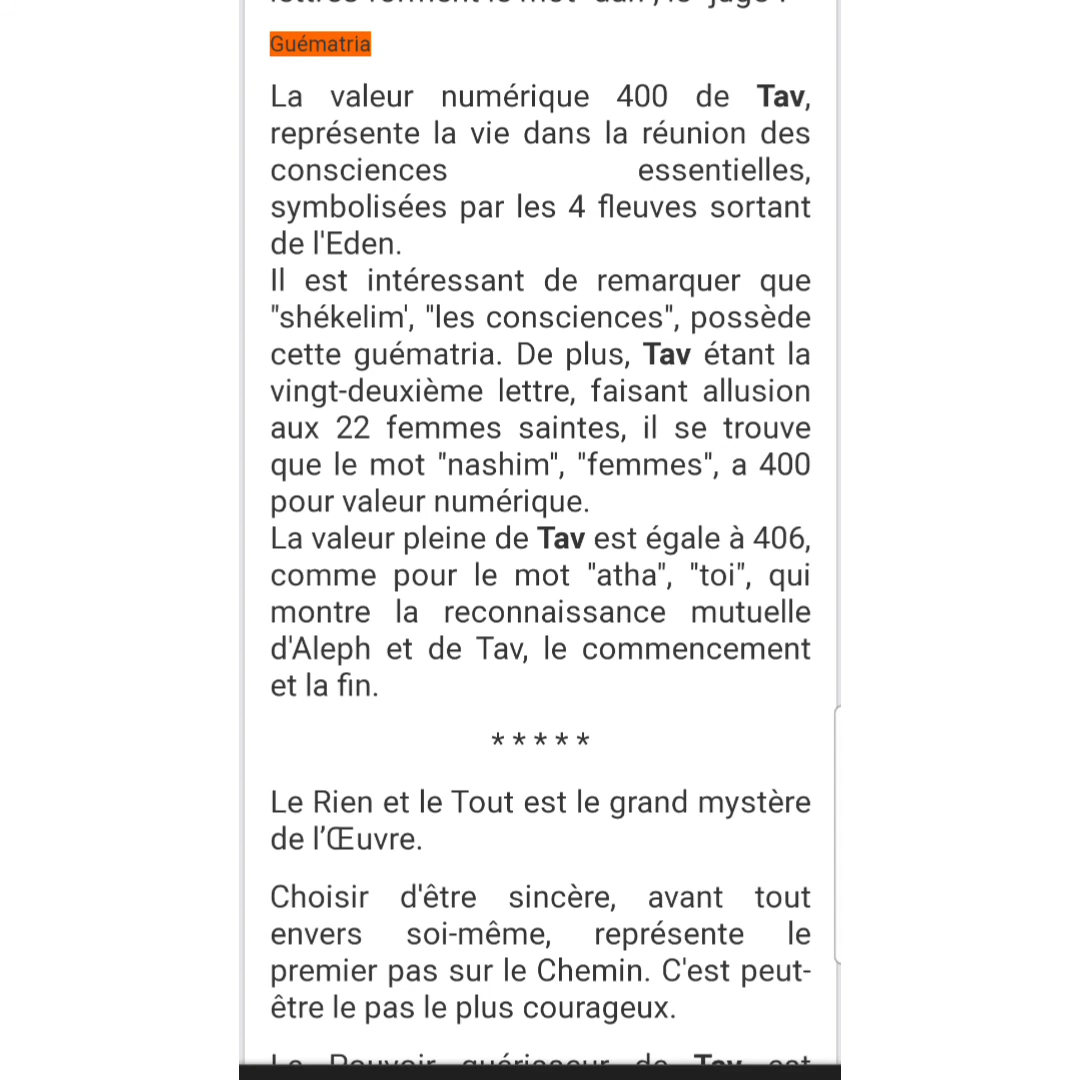 Guématria
La valeur numérique 400 de Tav,
représente la vie dans la réunion des
consciences essentielles,
symbolisées par les 4 fleuves sortant
de l'Eden.
Il est intéressant de remarquer que
"shékelim', "les consciences", possède
cette guématria. De plus, Tav étant la
vingt-deuxième lettre, faisant allusion
aux 22 femmes saintes, il se trouve
que le mot "nashim", "femmes", a 400
pour valeur numérique.
La valeur pleine de Tav est égale à 406,
comme pour le mot "atha", "toi", qui
montre la reconnaissance mutuelle
d'Aleph et de Tav, le commencement
et la fin.
* * * * *
Le Rien et le Tout est le grand mystère
de l’Œuvre.
Choisir d'être sincère, avant tout
envers soi-même, représente le
premier pas sur le Chemin. C'est peut-
être le pas le plus courageux.
Le Pouvoir guérisseur de Tav est